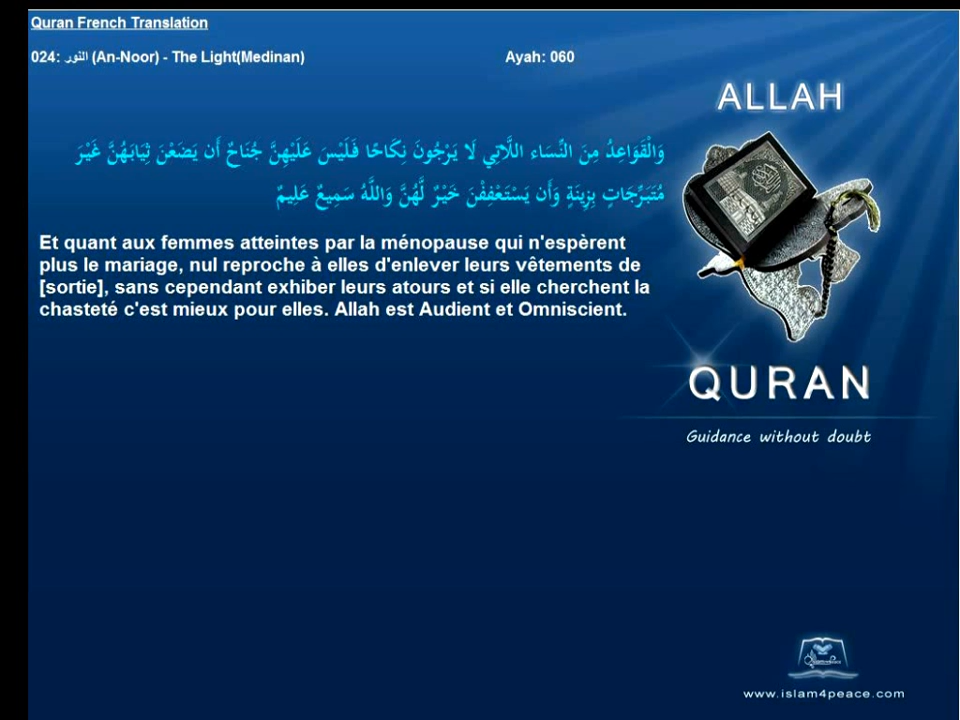 Quran French Translation
024: النور (An-Noor) - The Light(Medinan)
Ayah: 060
ALLAH
وَالْقَوَاعِدُ مِنَ النِّسَاء اللَّاتِي لَا يَرْجُونَ نِكَاحًا فَلَيْسَ عَلَيْهِنَّ جُنَاحٌ أَن يَضَعْنَ ثِيَابَهُنَّ غَيْرَ
مُتَبَرِّجَاتٍ بِزِينَةٍ وَأَن يَسْتَعْفِفْنَ خَيْرٌ لَّهُنَّ وَاللَّهُ سَمِيعٌ عَلِيمٌ
Et quant aux femmes atteintes par la ménopause qui n'espèrent
plus le mariage, nul reproche à elles d'enlever leurs vêtements de
[sortie], sans cependant exhiber leurs atours et si elle cherchent la
chasteté c'est mieux pour elles. Allah est Audient et Omniscient.
QURAN
Guidance without doubt
www.islam4peace.com